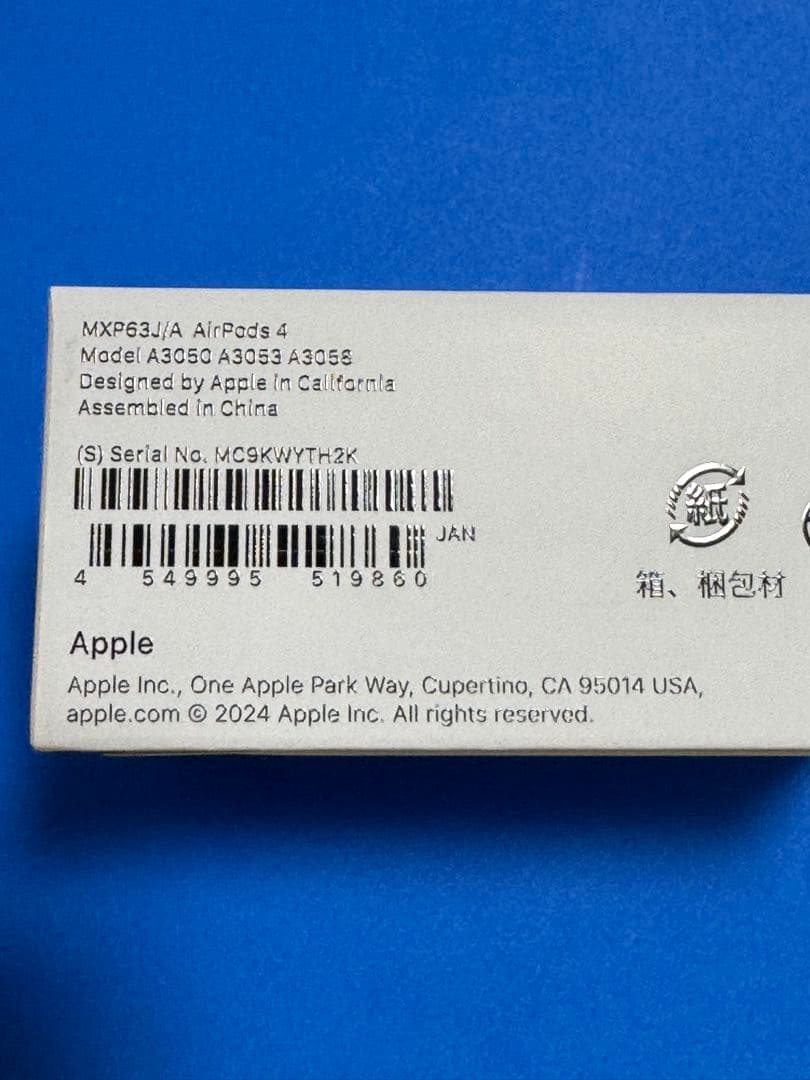 MXP63J/A AirPods 4
Model A3050 A3053 A3058
Designed by Apple in California
Assembled in China
(S) Serial No. MC9KWYTH2K
JAN
4 549995 519860
紙
箱、梱包材
Apple
Apple Inc., One Apple Park Way, Cupertino, CA 95014 USA,
apple.com © 2024 Apple Inc. All rights reserved.